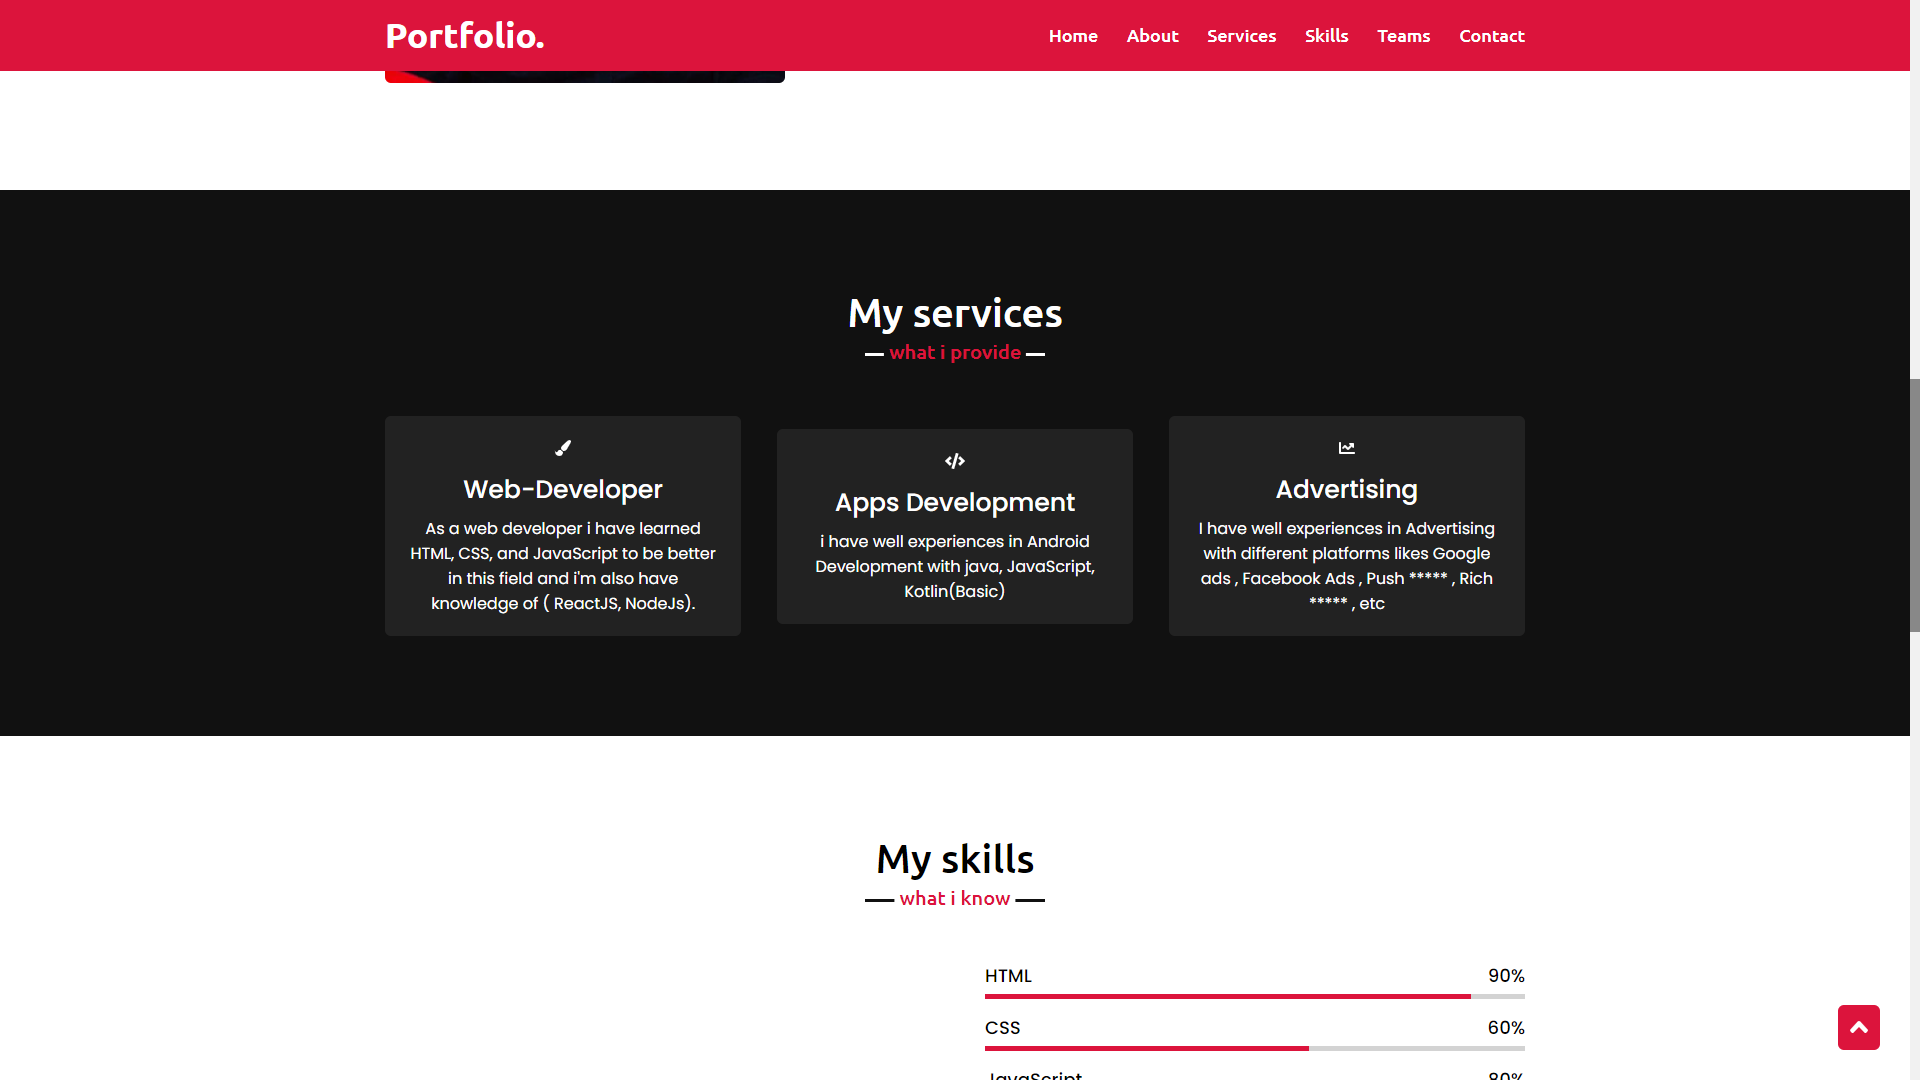 Portfolio.
Home About Services Skills Teams Contact
My services
what i provide
Web-Developer
As a web developer i have learned
HTML, CSS, and JavaScript to be better
in this field and i'm also have
knowledge of ( ReactJS, NodeJs).
Apps Development
i have well experiences in Android
Development with java, JavaScript,
Kotlin(Basic)
Advertising
I have well experiences in Advertising
with different platforms likes Google
ads , Facebook Ads , Push ***** , Rich
***** , etc
My skills
what i know
HTML 90%
CSS 60%
JavaScript 80%